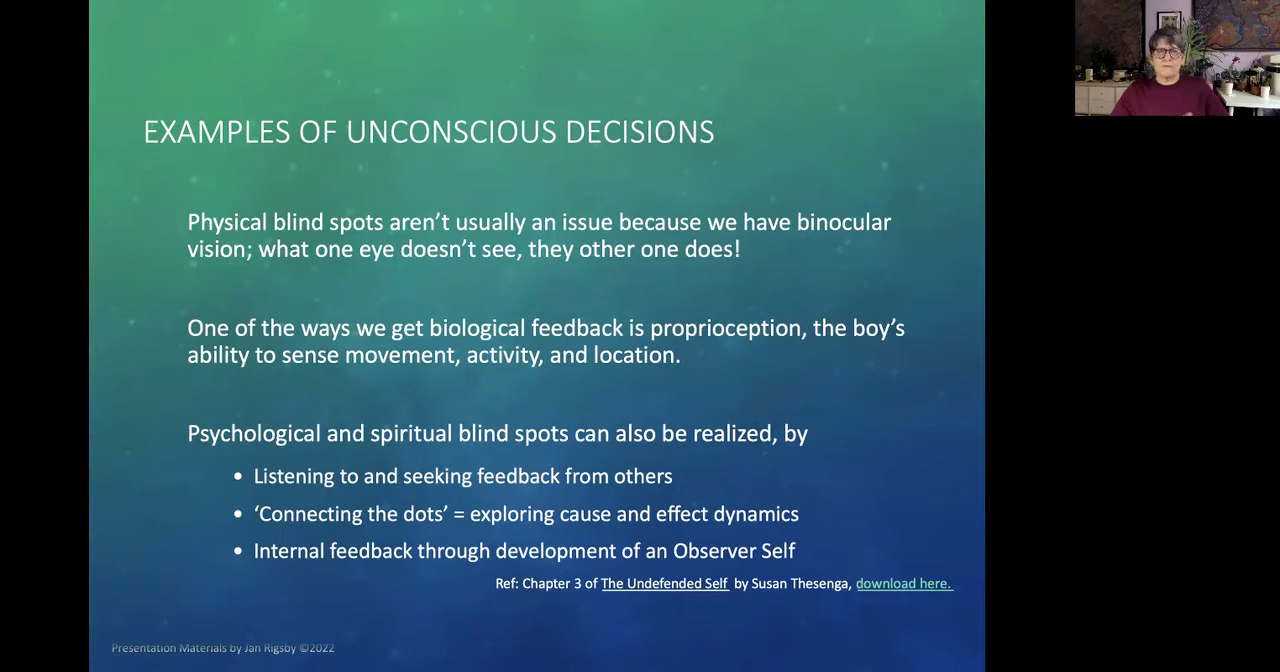 EXAMPLES OF UNCONSCIOUS DECISIONS
Physical blind spots aren’t usually an issue because we have binocular
vision; what one eye doesn’t see, they other one does!
One of the ways we get biological feedback is proprioception, the boy’s
ability to sense movement, activity, and location.
Psychological and spiritual blind spots can also be realized, by
• Listening to and seeking feedback from others
• ‘Connecting the dots’ = exploring cause and effect dynamics
• Internal feedback through development of an Observer Self
Ref: Chapter 3 of The Undefended Self by Susan Thesenga, download here.
Presentation Materials by Jan Rigsby ©2022